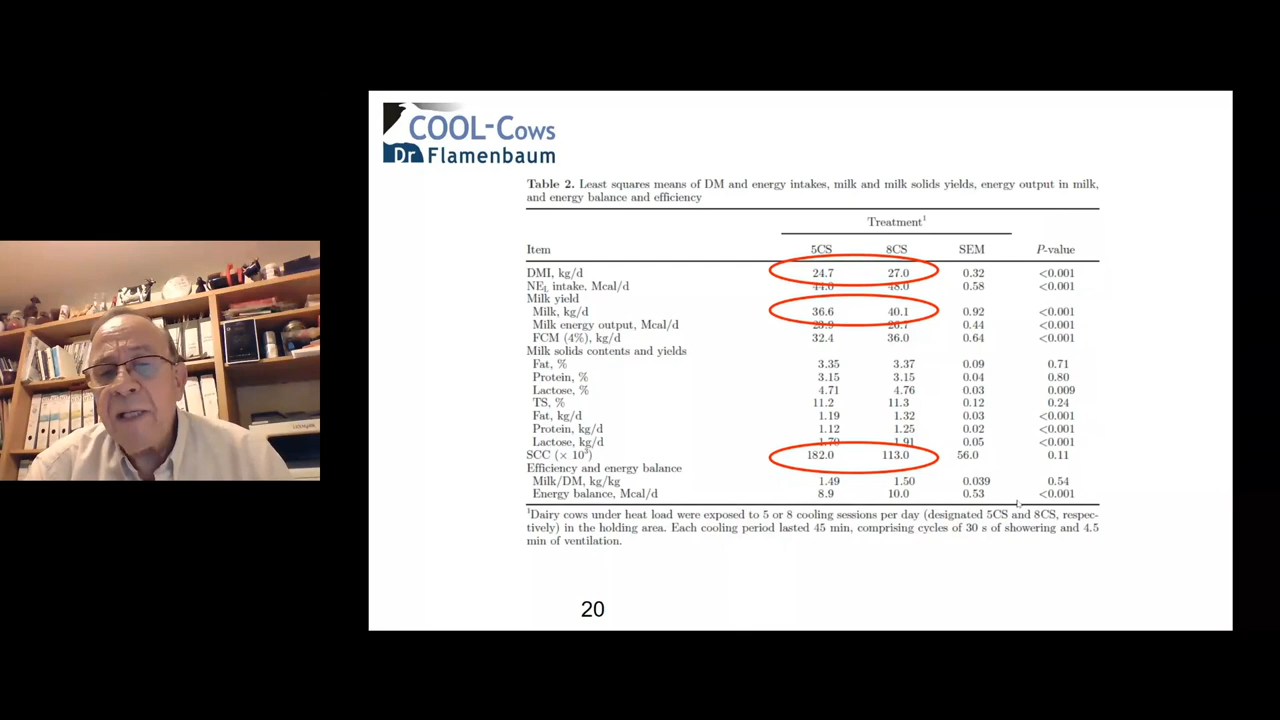 COOL-Cows
Dr Flamenbaum
Table 2. Least squares means of DM and energy intakes, milk and milk solids yields, energy output in milk,
and energy balance and efficiency
Treatment1
Item 5CS 8CS SEM P-value
DMI, kg/d 24.7 27.0 0.32 <0.001
NEL intake, Mcal/d 44.0 48.0 0.58 <0.001
Milk yield
Milk, kg/d 36.6 40.1 0.92 <0.001
Milk energy output, Mcal/d 26.7 0.44 <0.001
FCM (4%), kg/d 32.4 36.0 0.64 <0.001
Milk solids contents and yields
Fat, % 3.35 3.37 0.09 0.71
Protein, % 3.15 3.15 0.04 0.80
Lactose, % 4.71 4.76 0.03 0.009
TS, % 11.2 11.3 0.12 0.24
Fat, kg/d 1.19 1.32 0.03 <0.001
Protein, kg/d 1.12 1.25 0.02 <0.001
Lactose, kg/d 1.70 1.91 0.05 <0.001
SCC (× 103) 182.0 113.0 56.0 0.11
Efficiency and energy balance
Milk/DM, kg/kg 1.49 1.50 0.039 0.54
Energy balance, Mcal/d 8.9 10.0 0.53 <0.001
1Dairy cows under heat load were exposed to 5 or 8 cooling sessions per day (designated 5CS and 8CS, respec-
tively) in the holding area. Each cooling period lasted 45 min, comprising cycles of 30 s of showering and 4.5
min of ventilation.
20